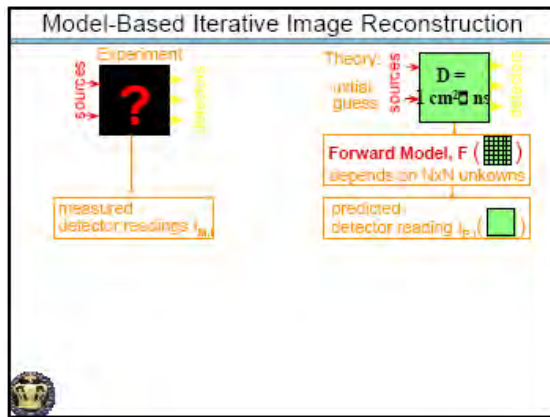 Model-Based Iterative Image Reconstruction
Experiment
sources
?
detectors
measured
detector readings I
Theory:
initial
guess
sources
D =
1 cm² ns
detectors
Forward Model, F ( )
depends on NxN unkowns
predicted
detector reading I ( )